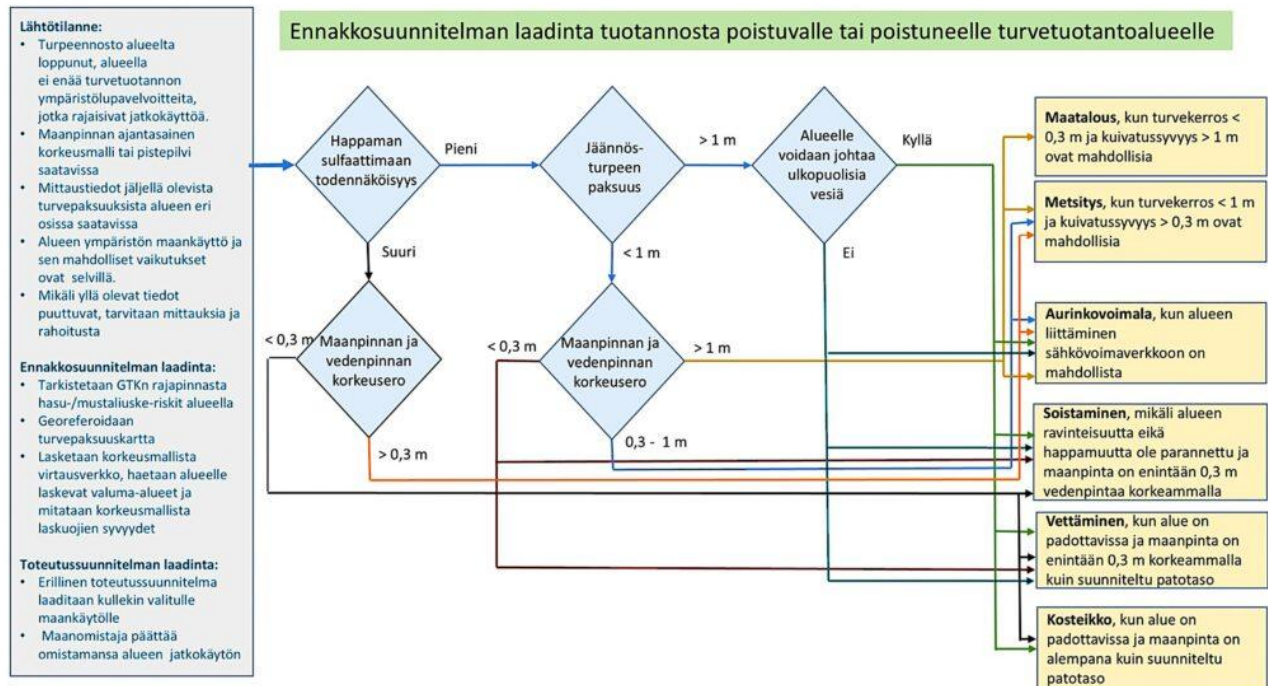 Ennakkosuunnitelman laadinta tuotannosta poistuvalle tai poistuneelle turvetuotantoalueelle
Lähtötilanne:
• Turpeennosto alueelta
loppunut, alueella
ei enää turvetuotannon
ympäristölupavelvoitteita,
jotka rajaisivat jatkokäyttöä.
• Maanpinnan ajantasainen
korkeusmalli tai pistepilvi
saatavissa
• Mittaustiedot jäljellä olevista
turvepaksuuksista alueen eri
osissa saatavissa
• Alueen ympäristön maankäyttö ja
sen mahdolliset vaikutukset
ovat selvillä.
• Mikäli yllä olevat tiedot
puuttuvat, tarvitaan mittauksia ja
rahoitusta
Ennakkosuunnitelman laadinta:
• Tarkistetaan GTKn rajapinnasta
hasu-/mustaliuske-riskit alueella
• Georeferoidaan
turvepaksuuskartta
• Lasketaan korkeusmallista
virtausverkko, haetaan alueelle
laskevat valuma-alueet ja
mitataan korkeusmallista
laskuojien syvyydet
Toteutussuunnitelman laadinta:
• Erillinen toteutussuunnitelma
laaditaan kullekin valitulle
maankäytölle
• Maanomistaja päättää
omistamansa alueen jatkokäytön
Happaman
sulfaattimaan
todennäköisyys
Pieni
Suuri
Jäännös-
turpeen
paksuus
> 1 m
< 1 m
Alueelle
voidaan johtaa
ulkopuolisia
vesiä
Kyllä
Ei
< 0,3 m
Maanpinnan ja
vedenpinnan
korkeusero
> 0,3 m
< 0,3 m
Maanpinnan ja
vedenpinnan
korkeusero
> 1 m
0,3 - 1 m
Maatalous, kun turvekerros <
0,3 m ja kuivatussyvyys > 1 m
ovat mahdollisia
Metsitys, kun turvekerros < 1 m
ja kuivatussyvyys > 0,3 m ovat
mahdollisia
Aurinkovoimala, kun alueen
liittäminen
sähkövoimaverkkoon on
mahdollista
Soistaminen, mikäli alueen
ravinteisuutta eikä
happamuutta ole parannettu ja
maanpinta on enintään 0,3 m
vedenpintaa korkeammalla
Vettäminen, kun alue on
padottavissa ja maanpinta on
enintään 0,3 m korkeammalla
kuin suunniteltu patotaso
Kosteikko, kun alue on
padottavissa ja maanpinta on
alempana kuin suunniteltu
patotaso